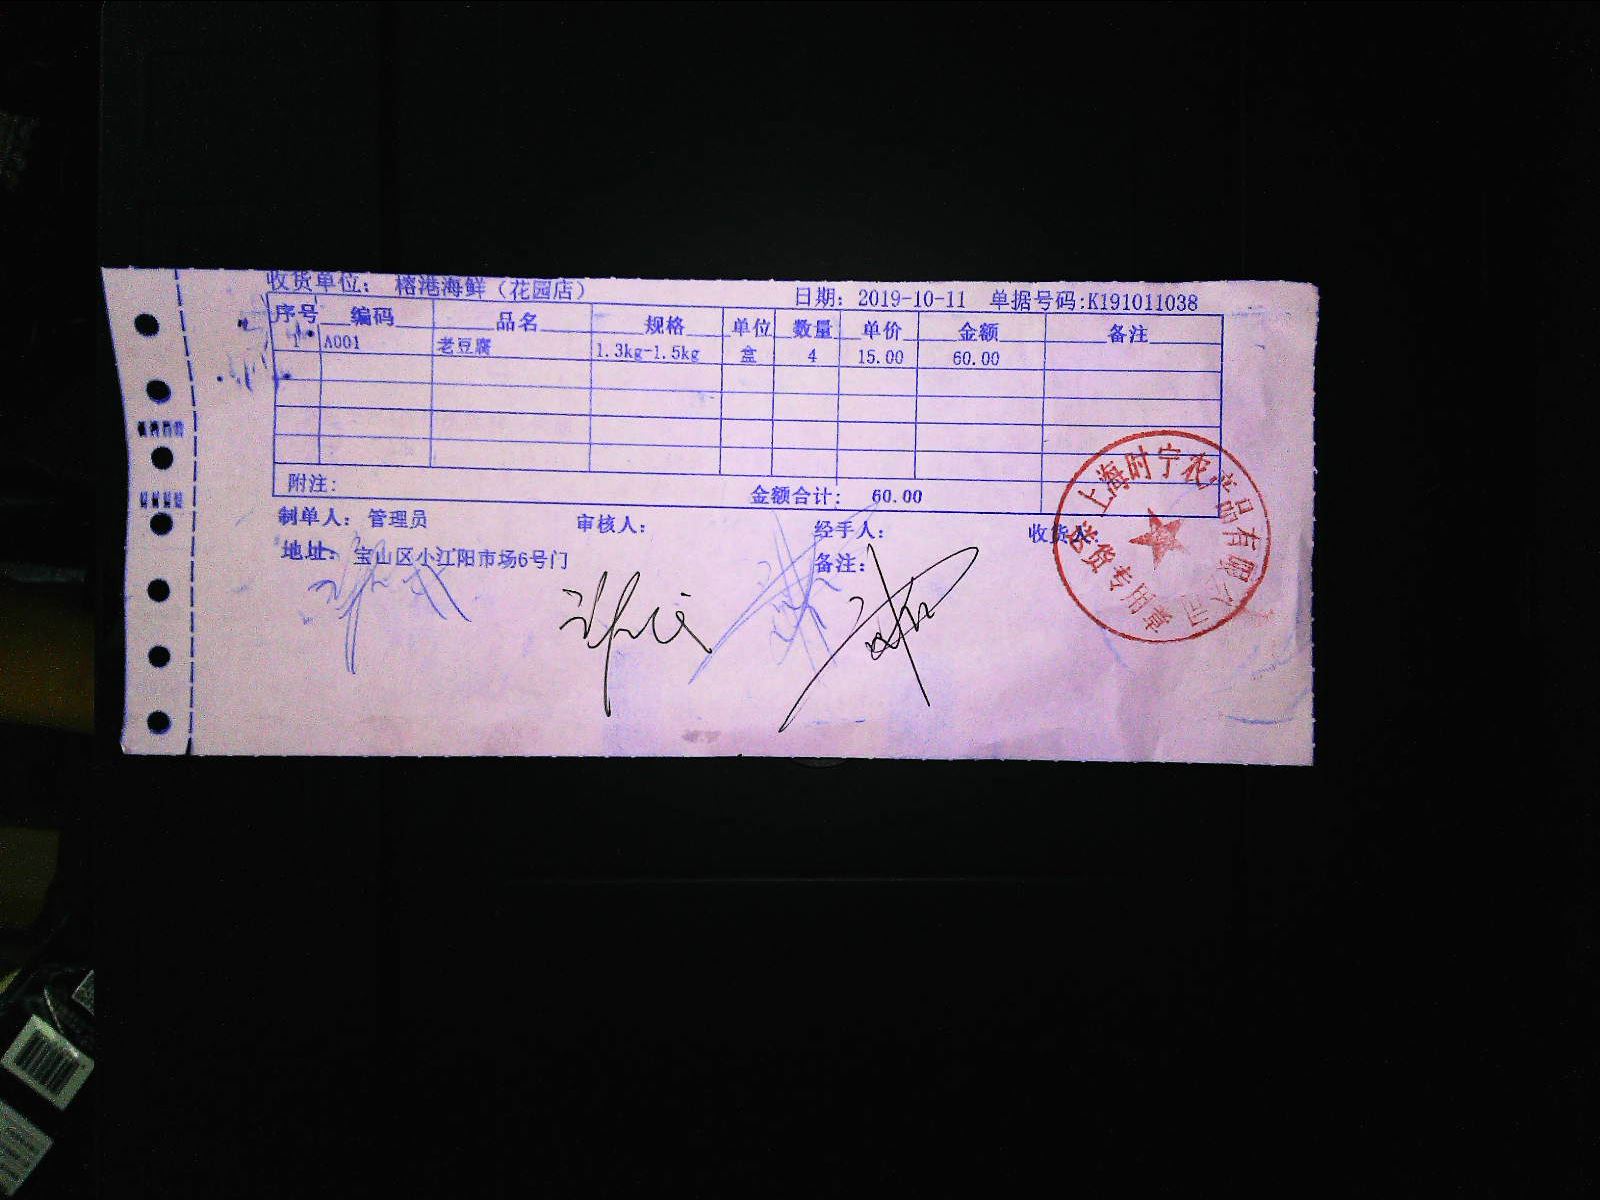 收货单位: 榕港海鲜（花园店） 日期: 2019-10-11 单据号码:K191011038
序号 编码 品名 规格 单位 数量 单价 金额 备注
1 A001 老豆腐 1.3kg-1.5kg 盒 4 15.00 60.00
附注: 金额合计: 60.00
制单人: 管理员 审核人: 经手人: 收货人:
地址: 宝山区小江阳市场6号门 备注:
上海时宁农产品有限公司
送货专用章